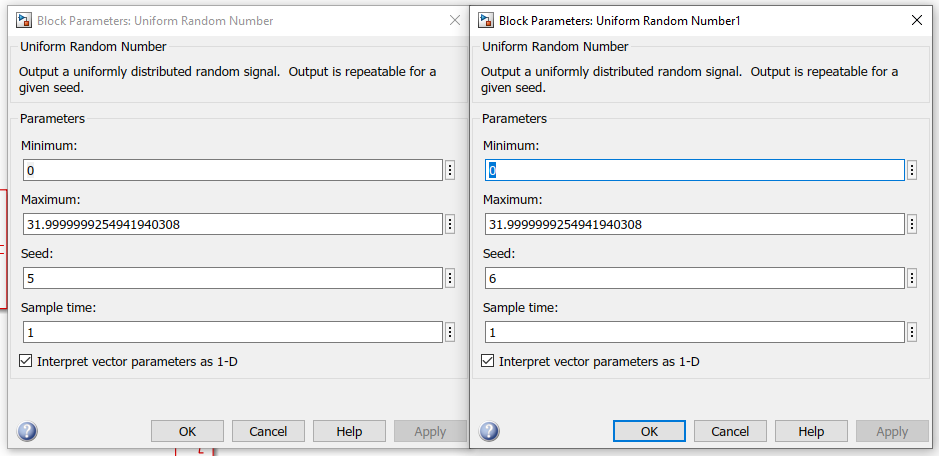 Block Parameters: Uniform Random Number
Uniform Random Number
Output a uniformly distributed random signal.  Output is repeatable for a
given seed.
Parameters
Minimum:
0
Maximum:
31.9999999254941940308
Seed:
5
Sample time:
1
Interpret vector parameters as 1-D
OK
Cancel
Help
Apply
Block Parameters: Uniform Random Number1
Uniform Random Number
Output a uniformly distributed random signal.  Output is repeatable for a
given seed.
Parameters
Minimum:
0
Maximum:
31.9999999254941940308
Seed:
6
Sample time:
1
Interpret vector parameters as 1-D
OK
Cancel
Help
Apply